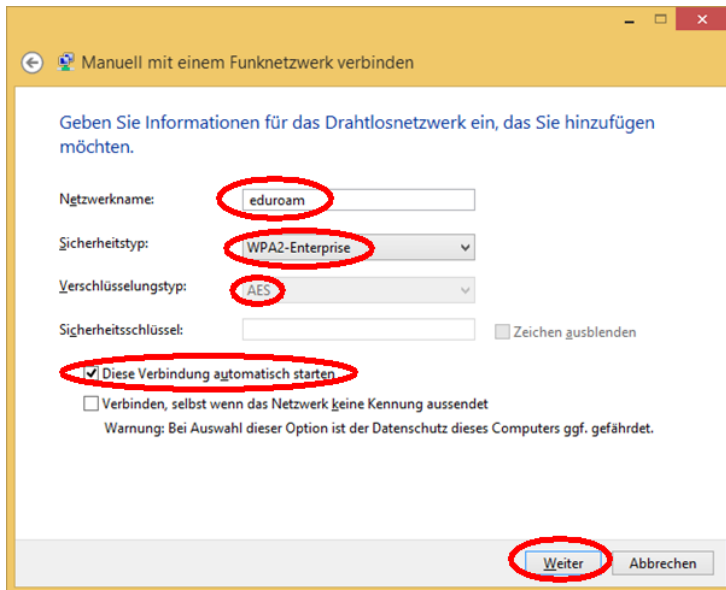 Manuell mit einem Funknetzwerk verbinden
Geben Sie Informationen für das Drahtlosnetzwerk ein, das Sie hinzufügen
möchten.
Netzwerkname: eduroam
Sicherheitstyp: WPA2-Enterprise
Verschlüsselungstyp: AES
Sicherheitsschlüssel: Zeichen ausblenden
Diese Verbindung automatisch starten
Verbinden, selbst wenn das Netzwerk keine Kennung aussendet
Warnung: Bei Auswahl dieser Option ist der Datenschutz dieses Computers ggf. gefährdet.
Weiter Abbrechen